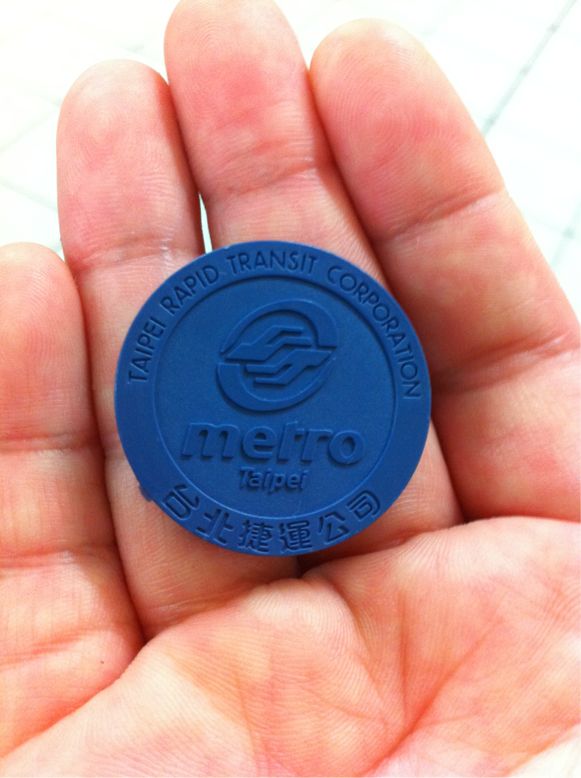 TAIPEI RAPID TRANSIT CORPORATION
metro
Taipei
台北捷運公司